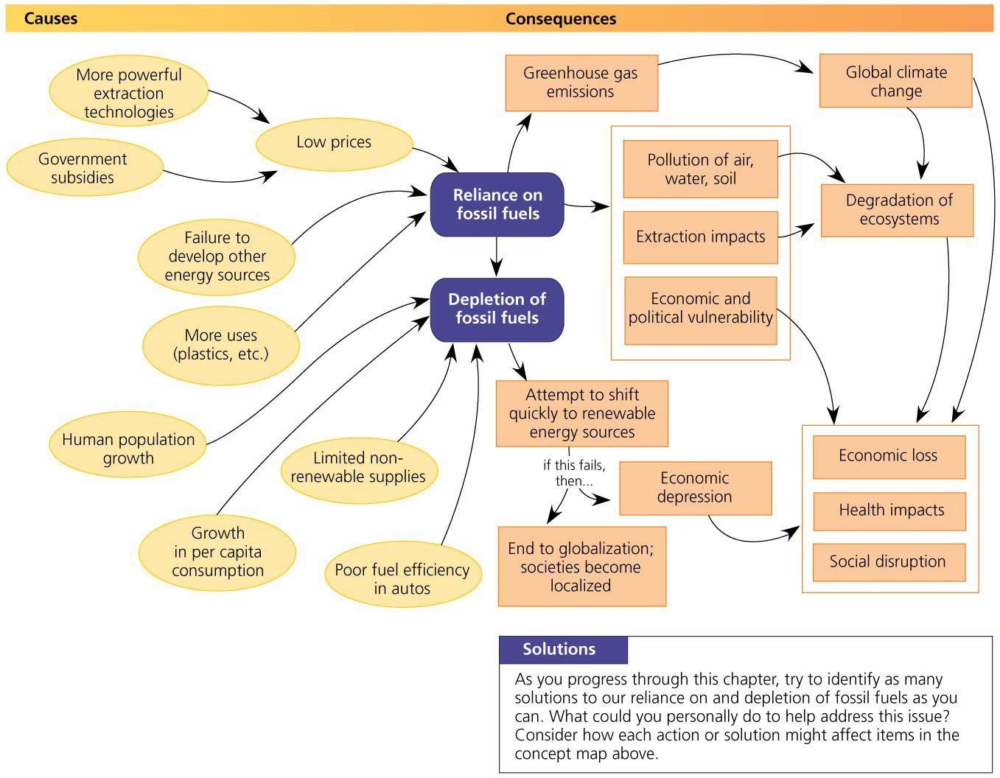 Causes
Consequences
More powerful
extraction
technologies
Government
subsidies
Low prices
Failure to
develop other
energy sources
More uses
(plastics, etc.)
Human population
growth
Growth
in per capita
consumption
Limited non-
renewable supplies
Poor fuel efficiency
in autos
Reliance on
fossil fuels
Depletion of
fossil fuels
Greenhouse gas
emissions
Global climate
change
Pollution of air,
water, soil
Extraction impacts
Economic and
political vulnerability
Degradation of
ecosystems
Attempt to shift
quickly to renewable
energy sources
if this fails,
then...
Economic
depression
End to globalization;
societies become
localized
Economic loss
Health impacts
Social disruption
Solutions
As you progress through this chapter, try to identify as many
solutions to our reliance on and depletion of fossil fuels as you
can. What could you personally do to help address this issue?
Consider how each action or solution might affect items in the
concept map above.